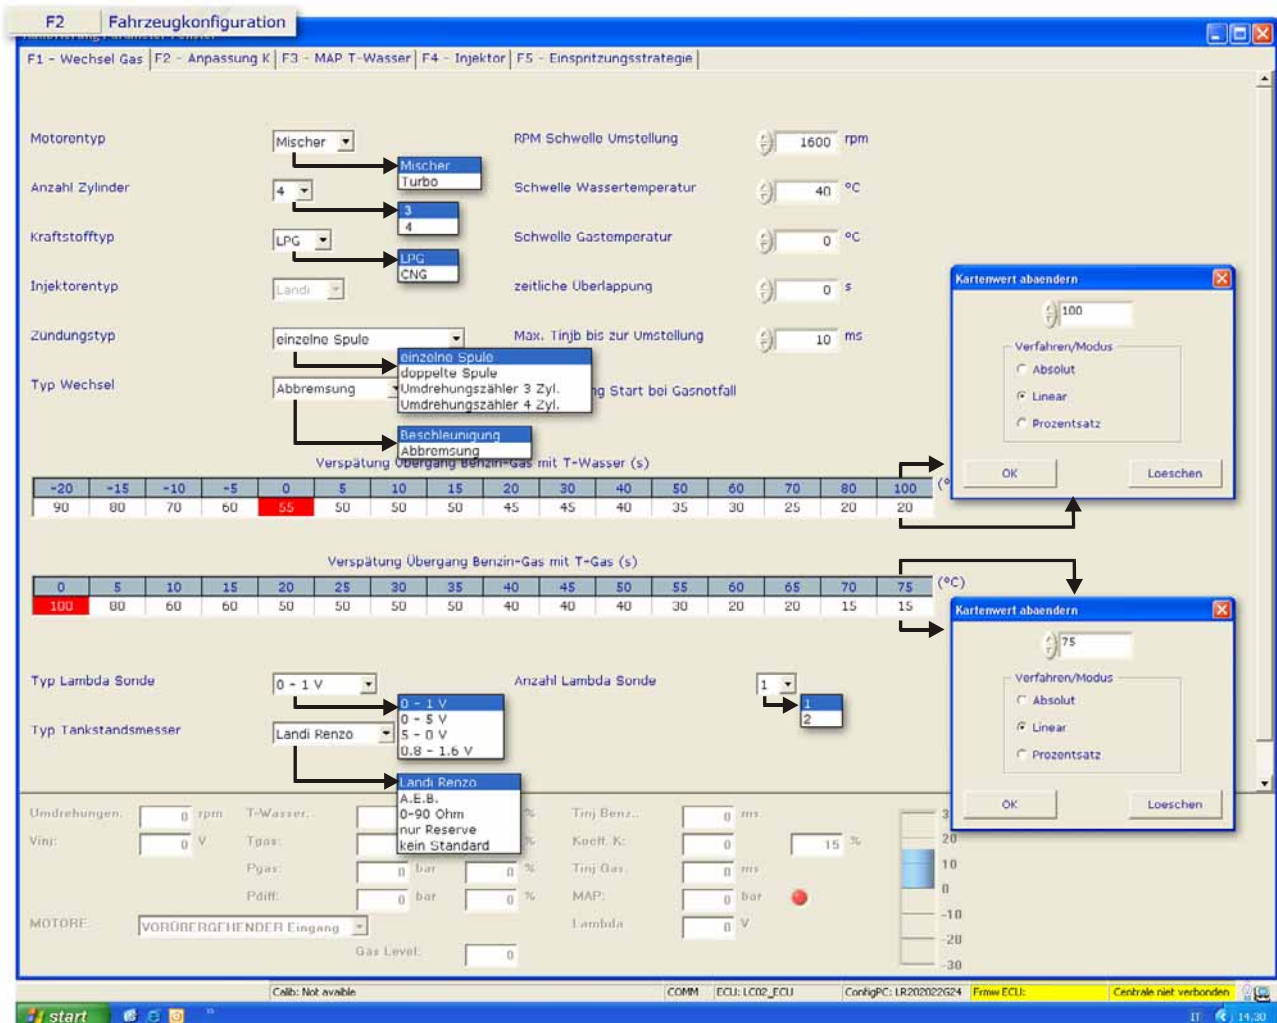 F2 Fahrzeugkonfiguration
F1 - Wechsel Gas F2 - Anpassung K F3 - MAP T-Wasser F4 - Injektor F5 - Einspritzungsstrategie
Motorentyp Mischer RPM Schwelle Umstellung 1600 rpm
Mischer
Turbo
Anzahl Zylinder 4 Schwelle Wassertemperatur 40 °C
3
4
Kraftstofftyp LPG Schwelle Gastemperatur 0 °C
LPG
CNG
Injektorentyp Landi zeitliche Überlappung 0 s
Zündungstyp einzelne Spule Max. Tinjb bis zur Umstellung 10 ms
einzelne Spule
doppelte Spule
Umdrehungszähler 3 Zyl.
Umdrehungszähler 4 Zyl.
Typ Wechsel Abbremsung ng Start bei Gasnotfall
Beschleunigung
Abbremsung
Kartenwert abaendern
100
Verfahren/Modus
Absolut
Linear
Prozentsatz
OK Loeschen
Verspätung Übergang Benzin-Gas mit T-Wasser (s)
-20 -15 -10 -5 0 5 10 15 20 30 40 50 60 70 80 100 (°
90 80 70 60 55 50 50 50 45 45 40 35 30 25 20 20
Verspätung Übergang Benzin-Gas mit T-Gas (s)
0 5 10 15 20 25 30 35 40 45 50 55 60 65 70 75 (°C)
100 80 60 60 50 50 50 50 40 40 40 30 20 20 15 15
Kartenwert abaendern
75
Verfahren/Modus
Absolut
Linear
Prozentsatz
OK Loeschen
Typ Lambda Sonde 0 - 1 V Anzahl Lambda Sonde 1
0 - 1 V
0 - 5 V
5 - 0 V
0.8 - 1.6 V
1
2
Typ Tankstandsmesser Landi Renzo
Landi Renzo
A.E.B.
0-90 Ohm
nur Reserve
kein Standard
Umdrehungen: 0 rpm T-Wasser.: % Tinj Benz.: 0 ms
Vinj: 0 V Tgas: % Koeff. K: 0 15 %
Pgas: 0 bar 0 % Tinj Gas: 0 ms
Pdiff: 0 bar 0 % MAP: 0 bar
MOTORE: VORÜBERGEHENDER Eingang Lambda 0 V
Gas Level: 0
20
10
0
-10
-20
-30
Calib: Not avaible COMM ECU: LC02_ECU ConfigPC: LR202022G24 Frmw ECU: Centrale niet verbonden
start IT 14.30